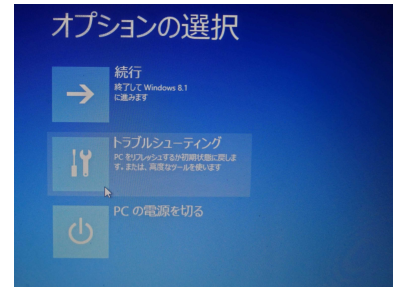 オプションの選択
続行
終了して Windows 8.1
に進みます
トラブルシューティング
PC をリフレッシュするか初期状態に戻しま
す。または、高度なツールを使います
PC の電源を切る